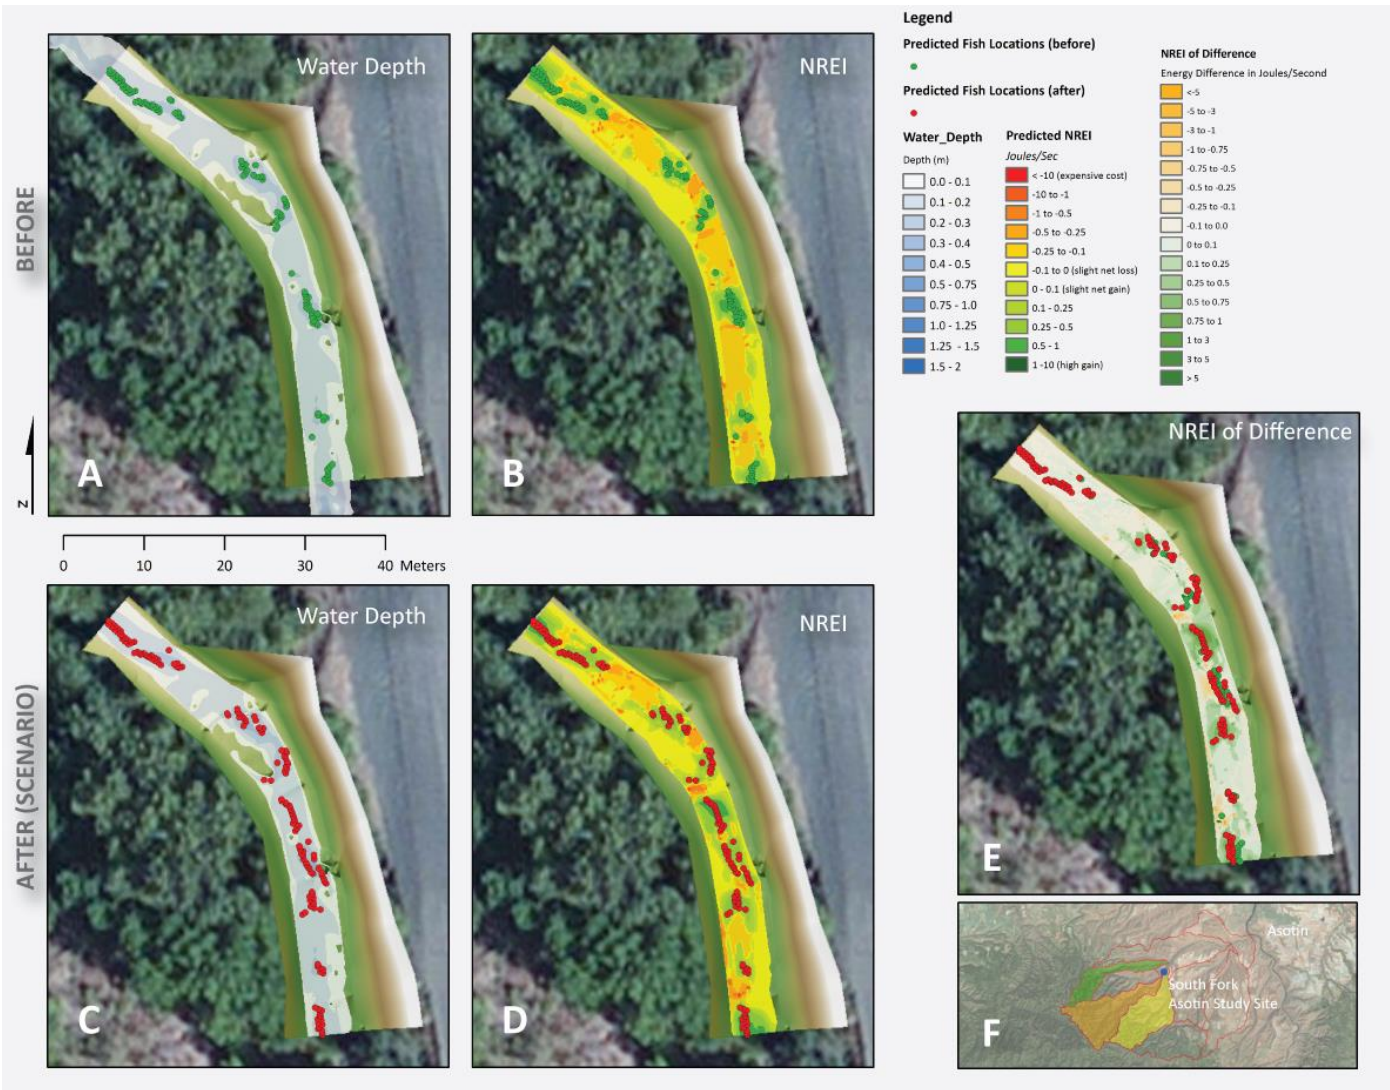 Water Depth
A
NREI
B
BEFORE
N
0 10 20 30 40 Meters
Water Depth
C
NREI
D
AFTER (SCENARIO)
Legend
Predicted Fish Locations (before)
Predicted Fish Locations (after)
Water_Depth
Depth (m)
0.0 - 0.1
0.1 - 0.2
0.2 - 0.3
0.3 - 0.4
0.4 - 0.5
0.5 - 0.75
0.75 - 1.0
1.0 - 1.25
1.25 - 1.5
1.5 - 2
Predicted NREI
Joules/Sec
< -10 (expensive cost)
-10 to -1
-1 to -0.5
-0.5 to -0.25
-0.25 to -0.1
-0.1 to 0 (slight net loss)
0 - 0.1 (slight net gain)
0.1 - 0.25
0.25 - 0.5
0.5 - 1
1 -10 (high gain)
NREI of Difference
Energy Difference in Joules/Second
<-5
-5 to -3
-3 to -1
-1 to -0.75
-0.75 to -0.5
-0.5 to -0.25
-0.25 to -0.1
-0.1 to 0.0
0 to 0.1
0.1 to 0.25
0.25 to 0.5
0.5 to 0.75
0.75 to 1
1 to 3
3 to 5
> 5
NREI of Difference
E
Asotin
South Fork
Asotin Study Site
F